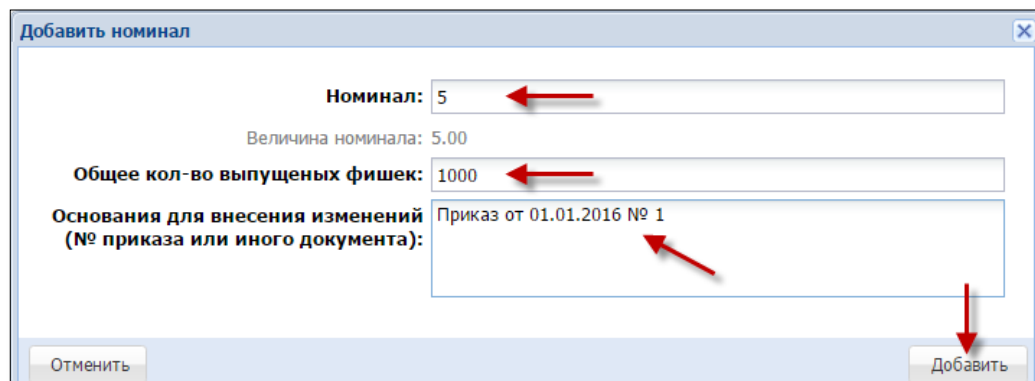 Добавить номинал
Номинал: 5
Величина номинала: 5.00
Общее кол-во выпущеных фишек: 1000
Основания для внесения изменений Приказ от 01.01.2016 № 1
(№ приказа или иного документа):
Отменить Добавить